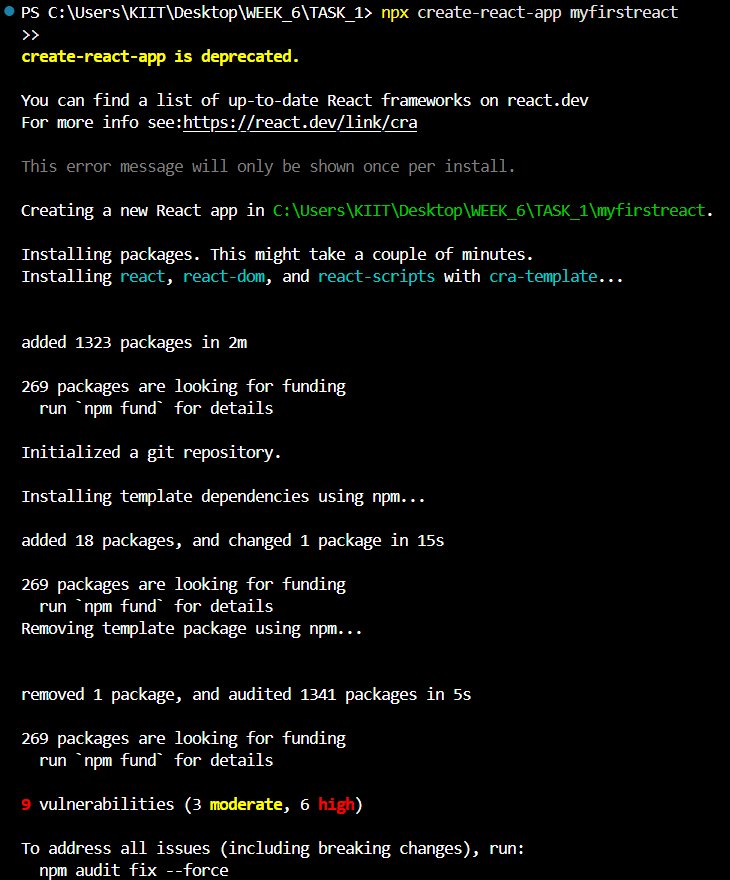 PS C:\Users\KIIT\Desktop\WEEK_6\TASK_1> npx create-react-app myfirstreact
>>
create-react-app is deprecated.
You can find a list of up-to-date React frameworks on react.dev
For more info see:https://react.dev/link/cra
This error message will only be shown once per install.
Creating a new React app in C:\Users\KIIT\Desktop\WEEK_6\TASK_1\myfirstreact.
Installing packages. This might take a couple of minutes.
Installing react, react-dom, and react-scripts with cra-template...
added 1323 packages in 2m
269 packages are looking for funding
  run `npm fund` for details
Initialized a git repository.
Installing template dependencies using npm...
added 18 packages, and changed 1 package in 15s
269 packages are looking for funding
  run `npm fund` for details
Removing template package using npm...
removed 1 package, and audited 1341 packages in 5s
269 packages are looking for funding
  run `npm fund` for details
9 vulnerabilities (3 moderate, 6 high)
To address all issues (including breaking changes), run:
  npm audit fix --force